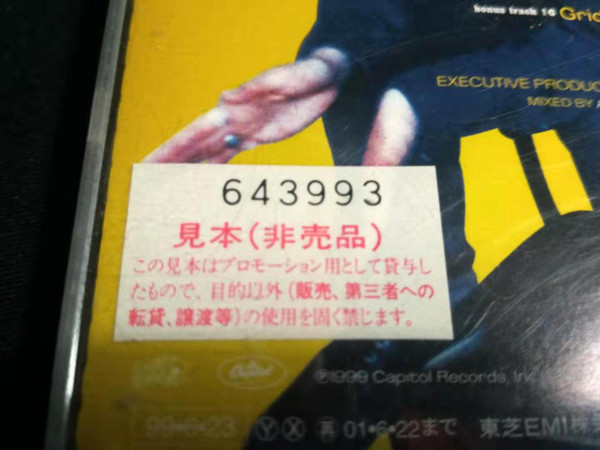 bonus track 16 Grid
EXECUTIVE PRODUC
MIXED BY A
643993
見本(非売品)
この見本はプロモーション用として貸与し
たもので、目的以外(販売、第三者への
転貸、譲渡等)の使用を固く禁じます。
Capitol
℗1999 Capitol Records, Inc.
99•6•23 Ⓨ Ⓧ 再 01•6•22まで 東芝EMI株式